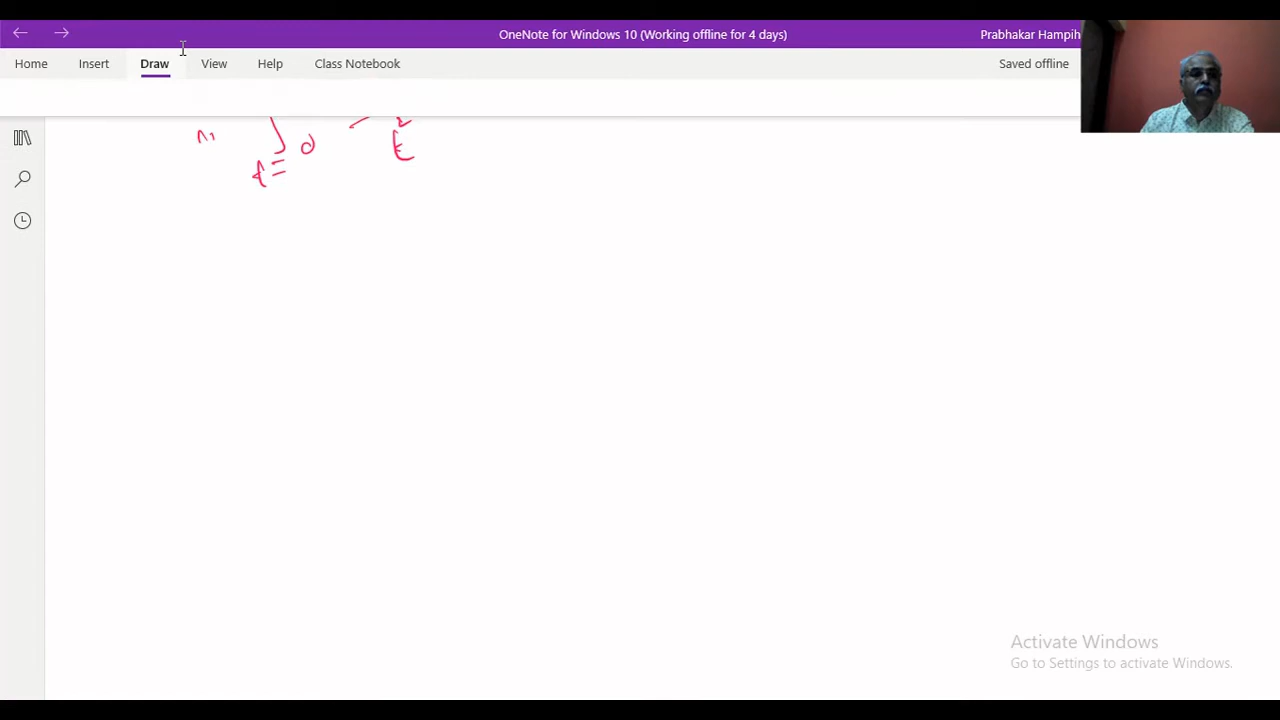 OneNote for Windows 10 (Working offline for 4 days)
Prabhakar Hampih
Home Insert Draw View Help Class Notebook
Saved offline
Activate Windows
Go to Settings to activate Windows.